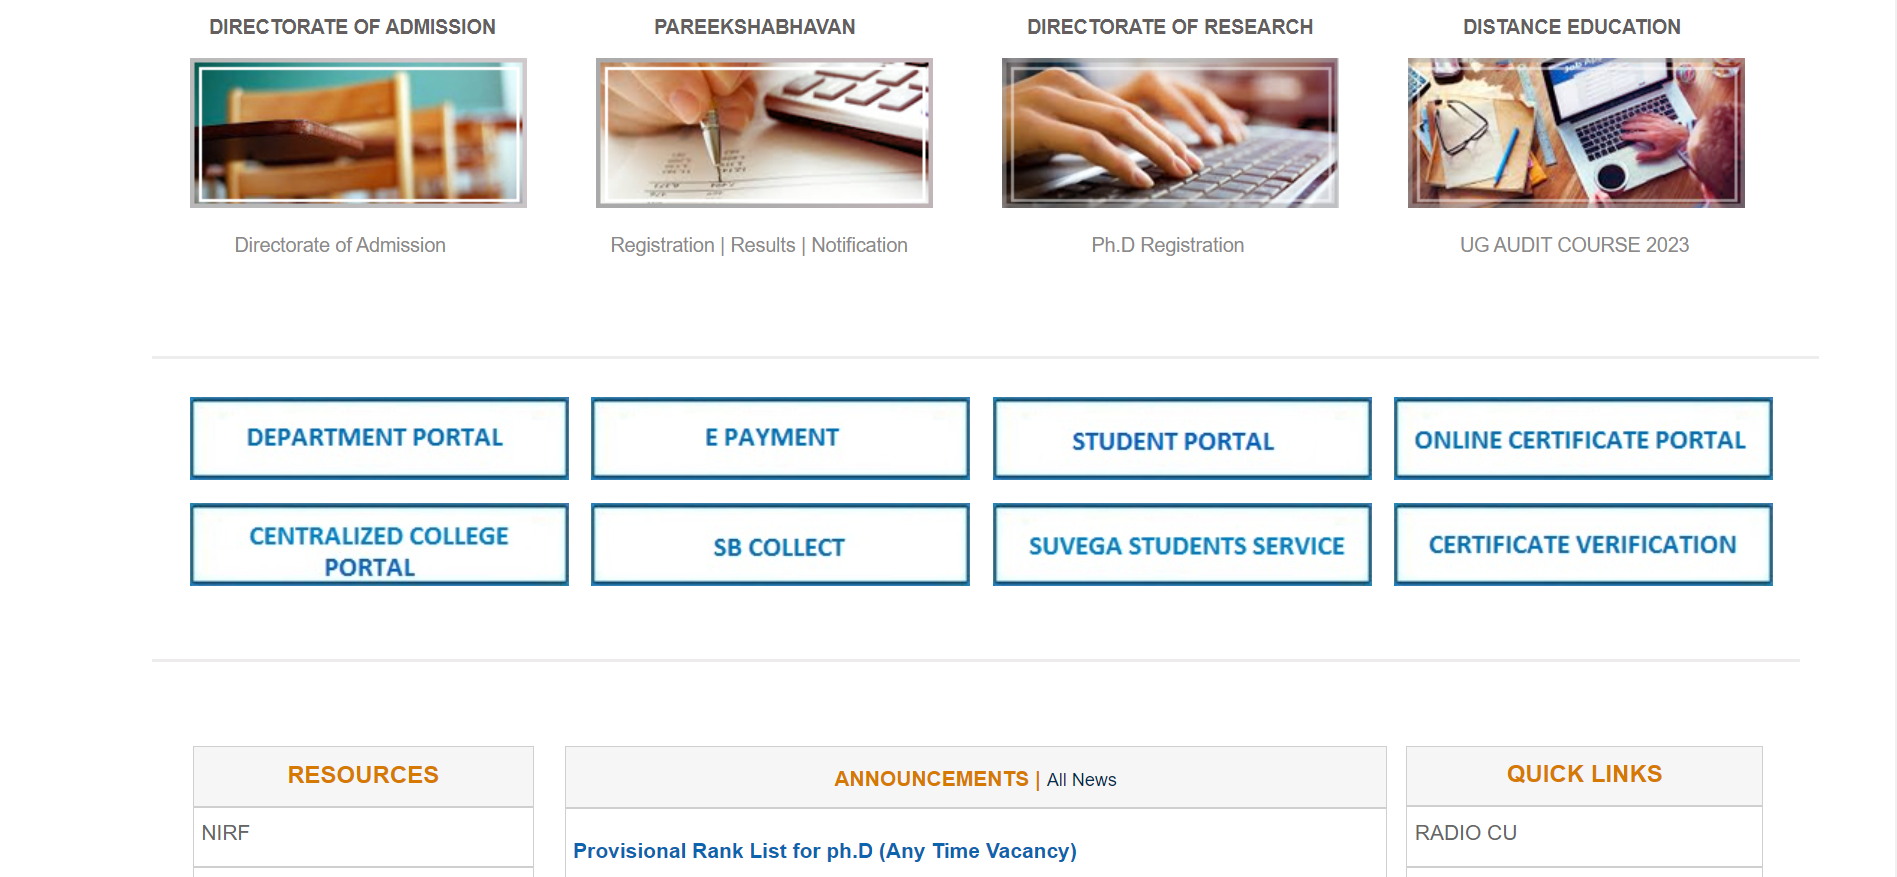 DIRECTORATE OF ADMISSION
PAREEKSHABHAVAN
DIRECTORATE OF RESEARCH
DISTANCE EDUCATION
Directorate of Admission
Registration | Results | Notification
Ph.D Registration
UG AUDIT COURSE 2023
DEPARTMENT PORTAL
E PAYMENT
STUDENT PORTAL
ONLINE CERTIFICATE PORTAL
CENTRALIZED COLLEGE
PORTAL
SB COLLECT
SUVEGA STUDENTS SERVICE
CERTIFICATE VERIFICATION
RESOURCES
NIRF
ANNOUNCEMENTS | All News
Provisional Rank List for ph.D (Any Time Vacancy)
QUICK LINKS
RADIO CU